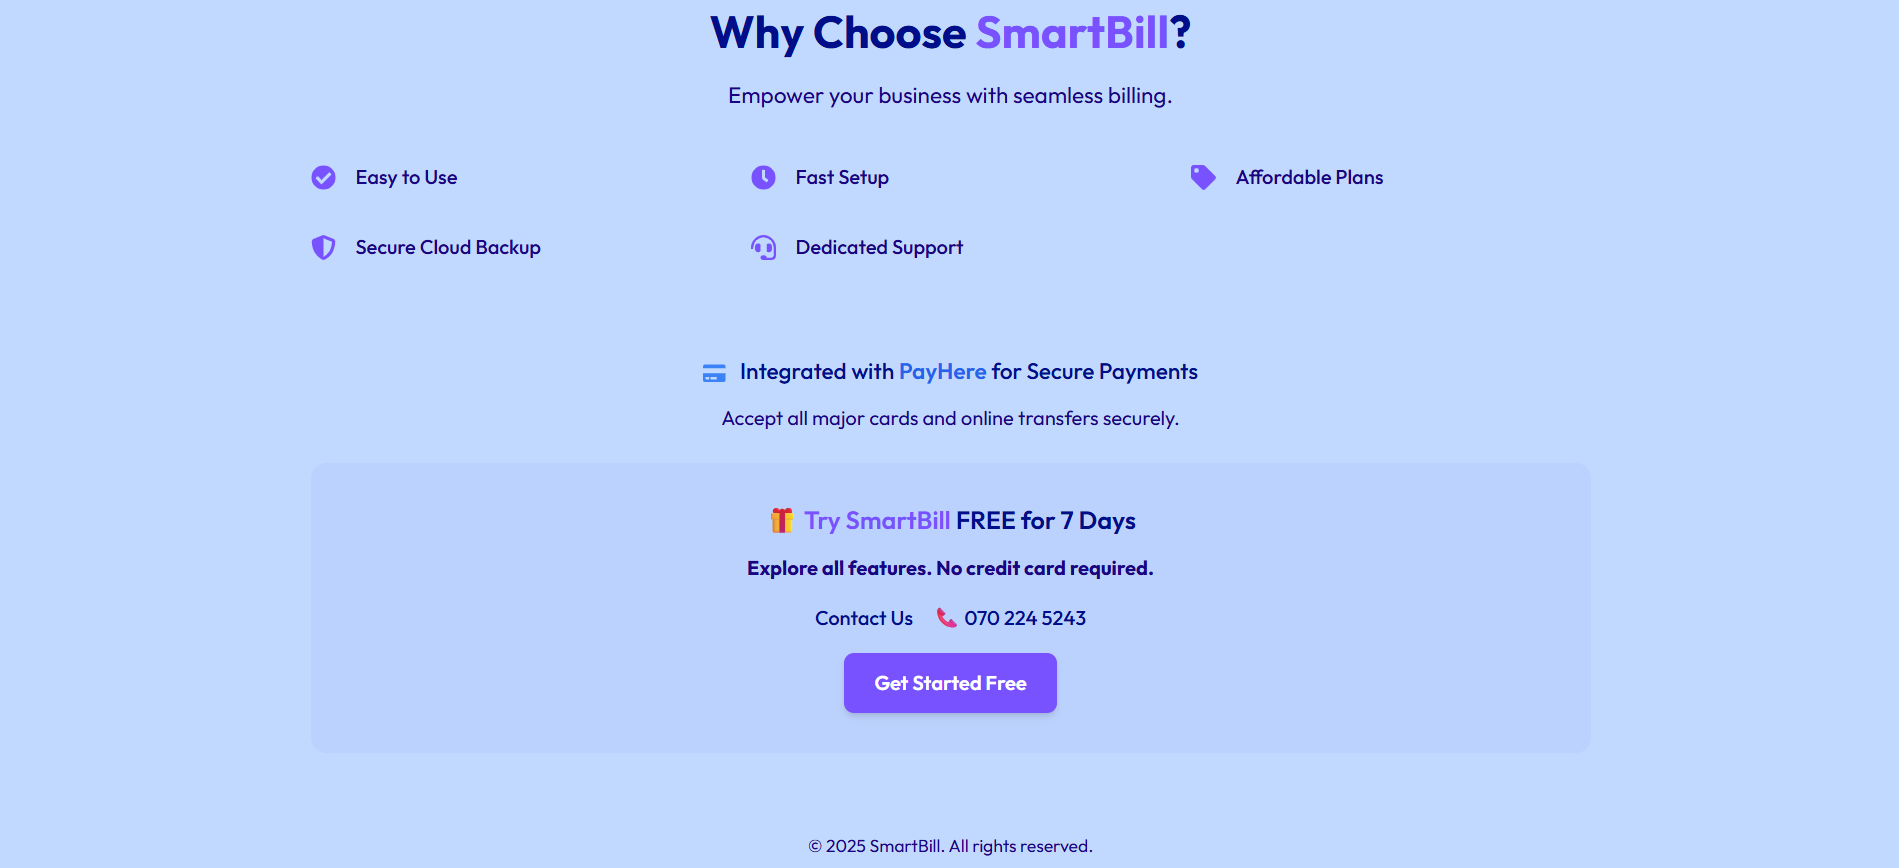 Why Choose SmartBill?
Empower your business with seamless billing.
Easy to Use
Fast Setup
Affordable Plans
Secure Cloud Backup
Dedicated Support
Integrated with PayHere for Secure Payments
Accept all major cards and online transfers securely.
Try SmartBill FREE for 7 Days
Explore all features. No credit card required.
Contact Us 070 224 5243
Get Started Free
© 2025 SmartBill. All rights reserved.